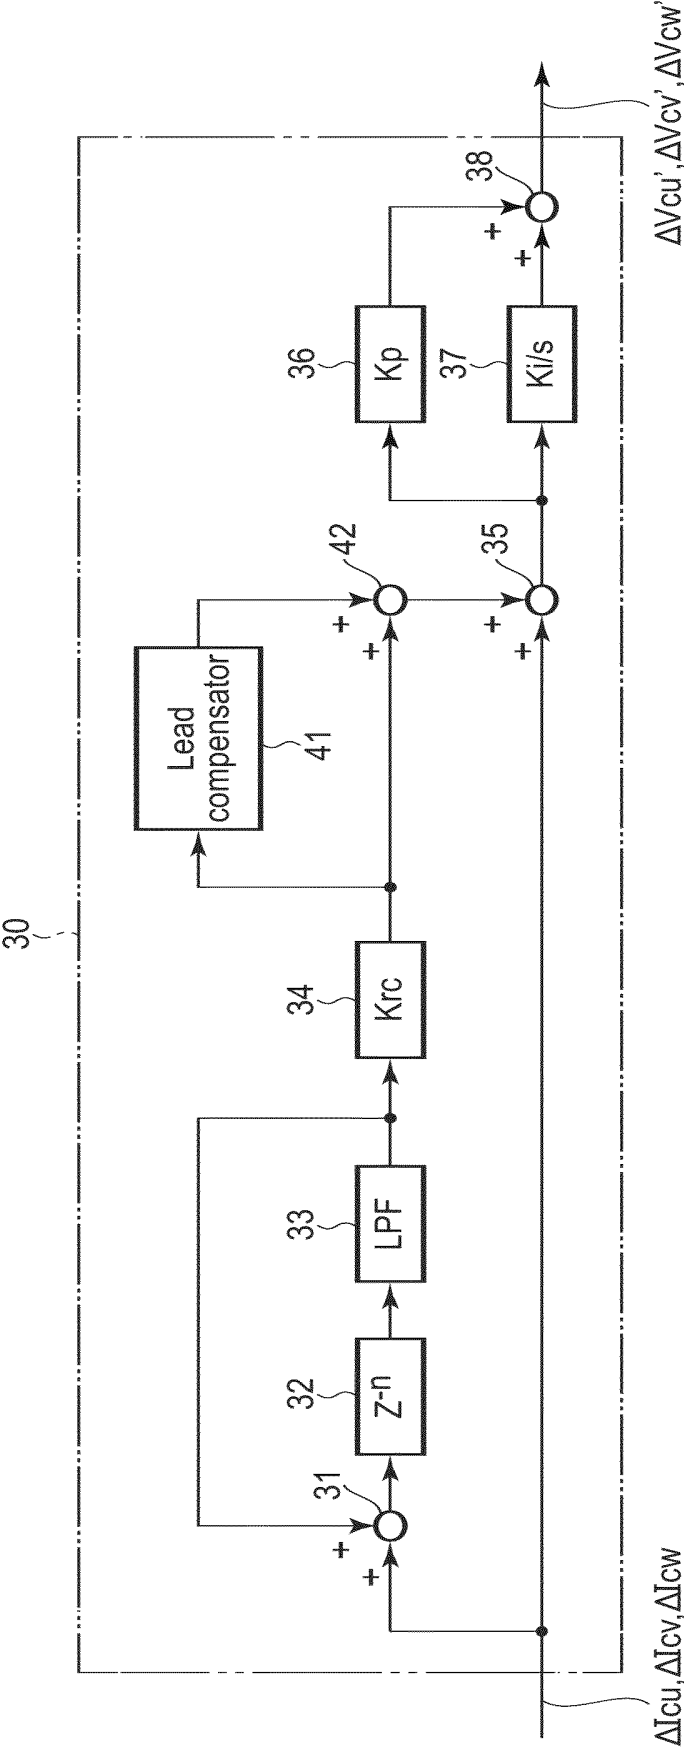 30
Lead
compensator
41
42
+
+
31
+
+
32
Z-n
33
LPF
34
Krc
35
+
+
36
Kp
37
Ki/s
38
+
+
ΔIcu,ΔIcv,ΔIcw
ΔVcu’,ΔVcv’,ΔVcw’